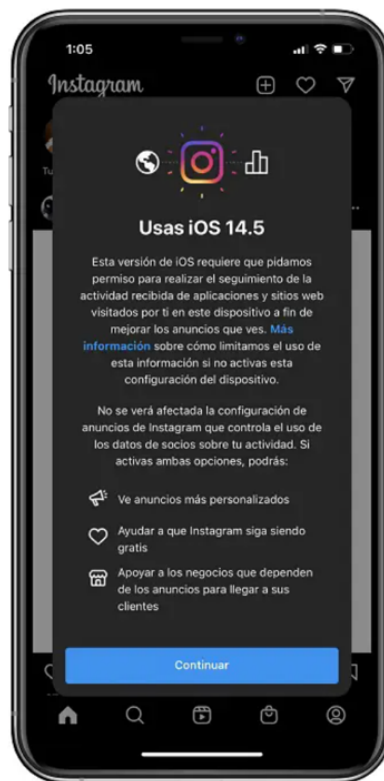 1:05
Instagram
Tu
Usas iOS 14.5
Esta versión de iOS requiere que pidamos
permiso para realizar el seguimiento de la
actividad recibida de aplicaciones y sitios web
visitados por ti en este dispositivo a fin de
mejorar los anuncios que ves. Más
información sobre cómo limitamos el uso de
esta información si no activas esta
configuración del dispositivo.
No se verá afectada la configuración de
anuncios de Instagram que controla el uso de
los datos de socios sobre tu actividad. Si
activas ambas opciones, podrás:
Ve anuncios más personalizados
Ayudar a que Instagram siga siendo
gratis
Apoyar a los negocios que dependen
de los anuncios para llegar a sus
clientes
Continuar